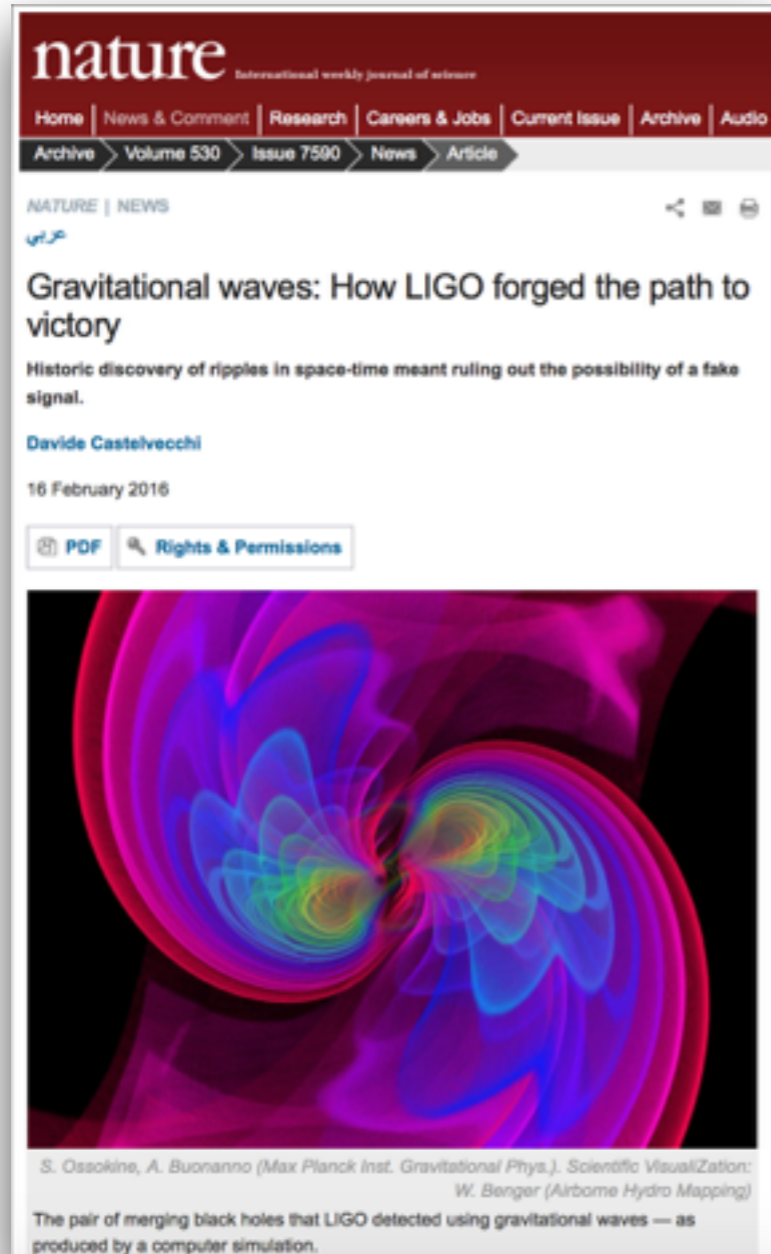 nature International weekly journal of science
Home | News & Comment | Research | Careers & Jobs | Current Issue | Archive | Audio
Archive Volume 530 Issue 7590 News Article
NATURE | NEWS
عربي
Gravitational waves: How LIGO forged the path to
victory
Historic discovery of ripples in space-time meant ruling out the possibility of a fake
signal.
Davide Castelvecchi
16 February 2016
PDF Rights & Permissions
S. Ossokine, A. Buonanno (Max Planck Inst. Gravitational Phys.). Scientific VisualiZation:
W. Benger (Airborne Hydro Mapping)
The pair of merging black holes that LIGO detected using gravitational waves — as
produced by a computer simulation.